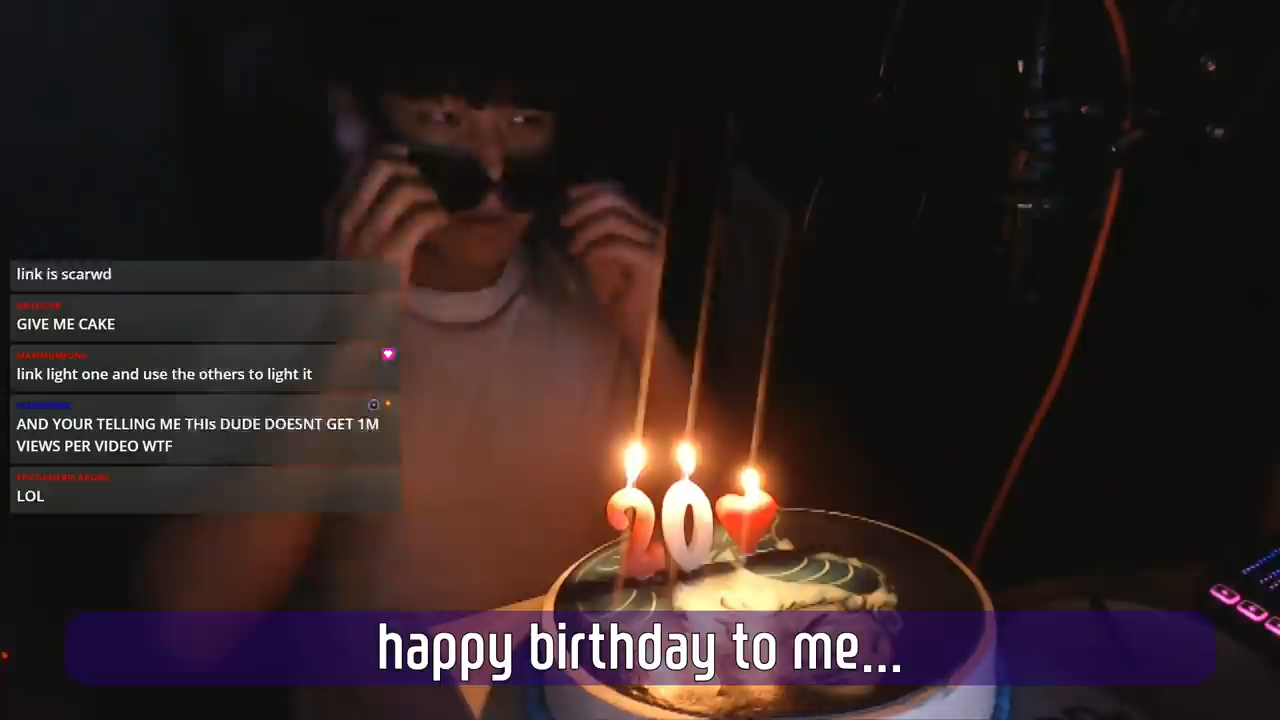 link is scarwd
GIVE ME CAKE
link light one and use the others to light it
AND YOUR TELLING ME THIs DUDE DOESNT GET 1M
VIEWS PER VIDEO WTF
LOL
20
happy birthday to me...